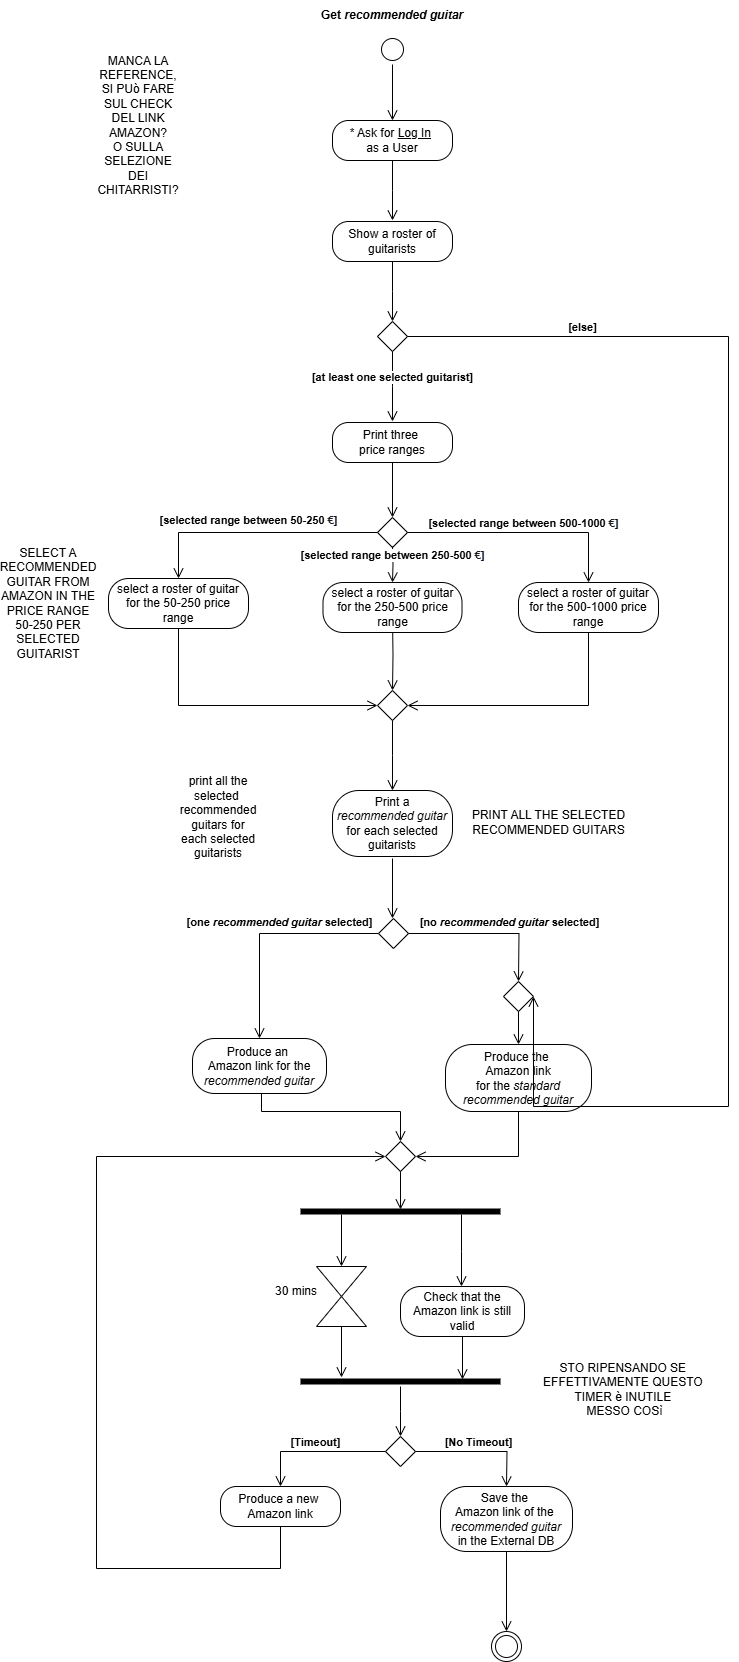 Get recommended guitar
MANCA LA
REFERENCE,
SI PUò FARE
SUL CHECK
DEL LINK
AMAZON?
O SULLA
SELEZIONE
DEI
CHITARRISTI?
* Ask for Log In
as a User
Show a roster of
guitarists
[else]
[at least one selected guitarist]
Print three
price ranges
[selected range between 50-250 €]
[selected range between 500-1000 €]
[selected range between 250-500 €]
SELECT A
RECOMMENDED
GUITAR FROM
AMAZON IN THE
PRICE RANGE
50-250 PER
SELECTED
GUITARIST
select a roster of guitar
for the 50-250 price
range
select a roster of guitar
for the 250-500 price
range
select a roster of guitar
for the 500-1000 price
range
print all the
selected
recommended
guitars for
each selected
guitarists
Print a
recommended guitar
for each selected
guitarists
PRINT ALL THE SELECTED
RECOMMENDED GUITARS
[one recommended guitar selected]
[no recommended guitar selected]
Produce an
Amazon link for the
recommended guitar
Produce the
Amazon link
for the standard
recommended guitar
30 mins
Check that the
Amazon link is still
valid
STO RIPENSANDO SE
EFFETTIVAMENTE QUESTO
TIMER è INUTILE
MESSO COSì
[Timeout]
[No Timeout]
Produce a new
Amazon link
Save the
Amazon link of the
recommended guitar
in the External DB